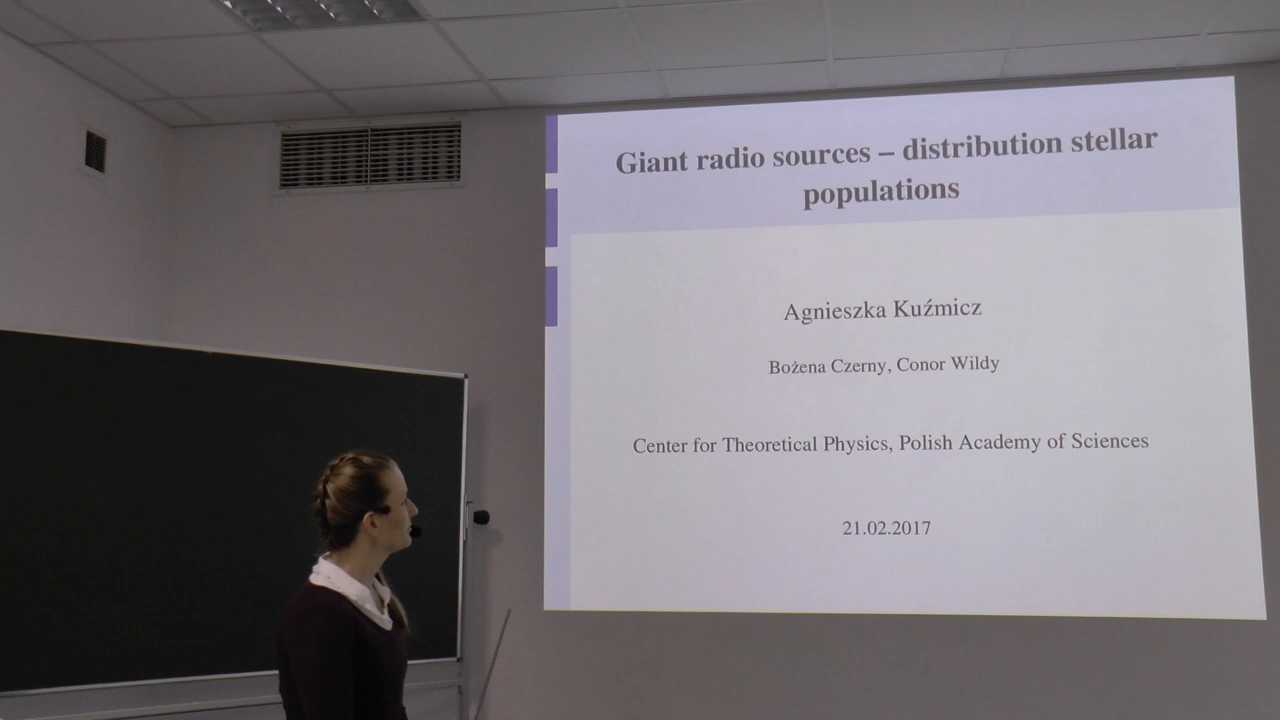 Giant radio sources – distribution stellar
populations
Agnieszka Kuźmicz
Bożena Czerny, Conor Wildy
Center for Theoretical Physics, Polish Academy of Sciences
21.02.2017